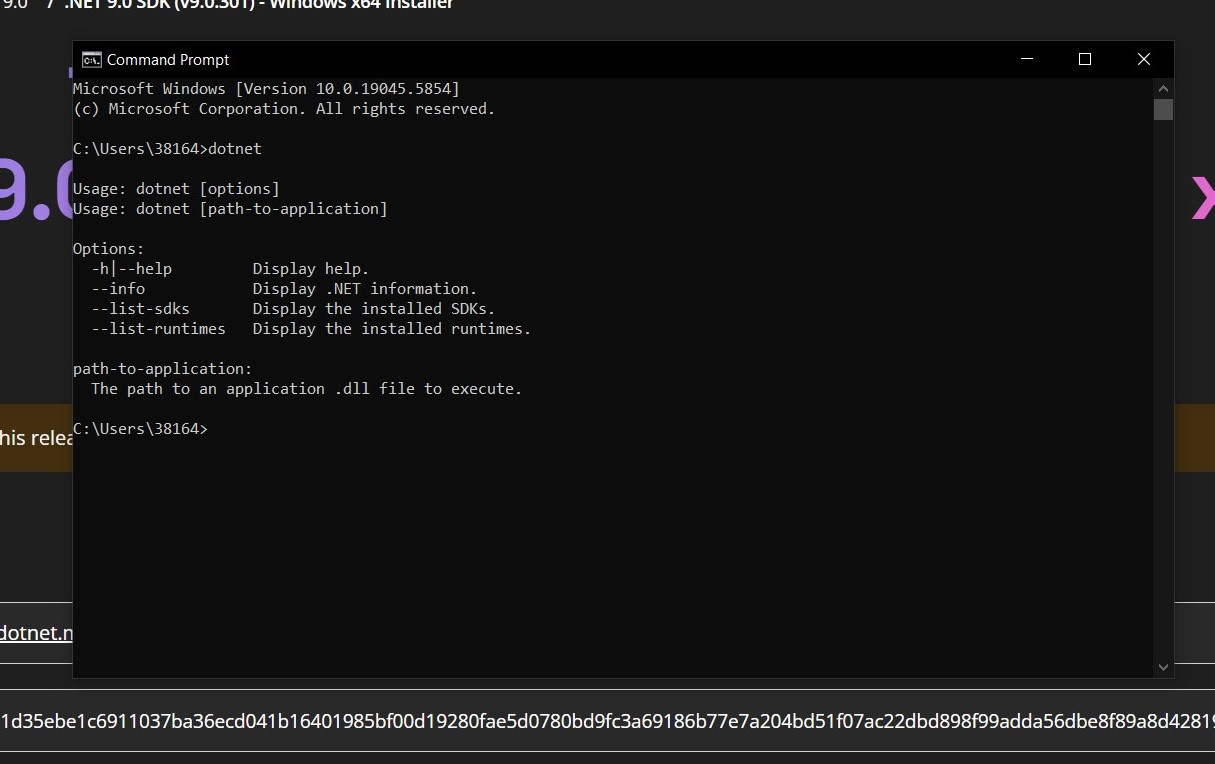 9.0 / .NET 9.0 SDK (v9.0.301) - Windows x64 Installer
Command Prompt
Microsoft Windows [Version 10.0.19045.5854]
(c) Microsoft Corporation. All rights reserved.
C:\Users\38164>dotnet
Usage: dotnet [options]
Usage: dotnet [path-to-application]
Options:
-h|--help Display help.
--info Display .NET information.
--list-sdks Display the installed SDKs.
--list-runtimes Display the installed runtimes.
path-to-application:
The path to an application .dll file to execute.
C:\Users\38164>
9.0
x
his relea
dotnet.n
1d35ebe1c6911037ba36ecd041b16401985bf00d19280fae5d0780bd9fc3a69186b77e7a204bd51f07ac22dbd898f99adda56dbe8f89a8d42819